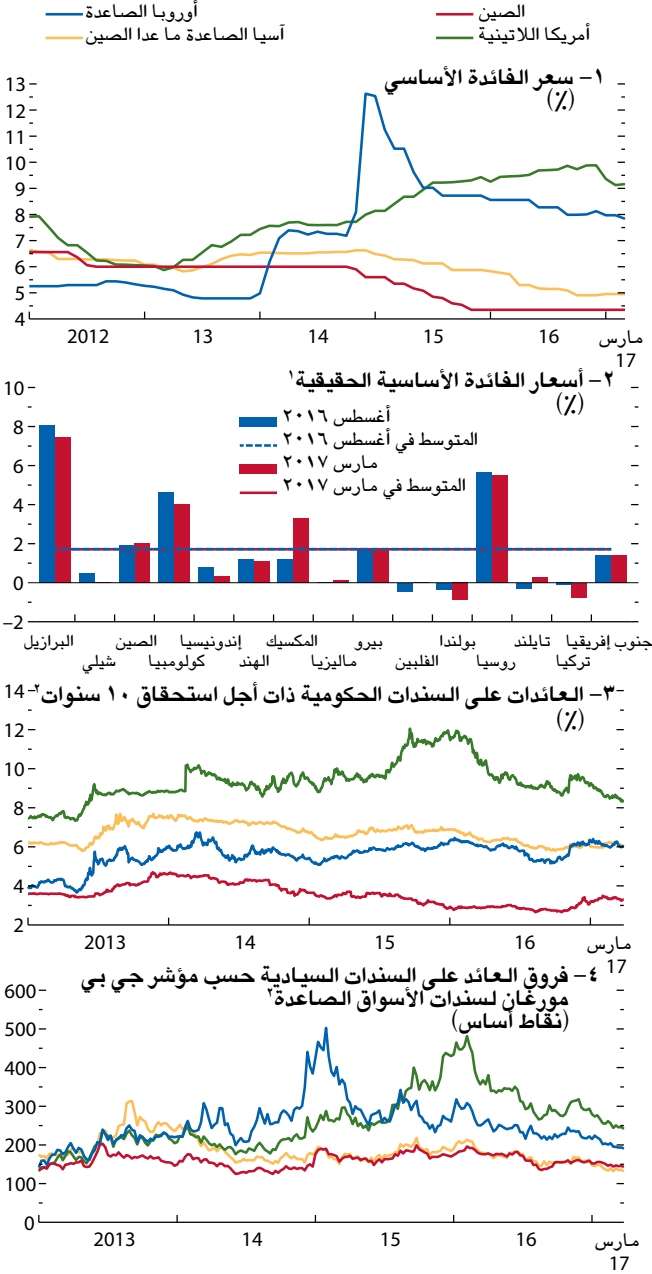 أوروبا الصاعدة
الصين
آسيا الصاعدة ما عدا الصين
أمريكا اللاتينية
١- سعر الفائدة الأساسي
(٪)
13
12
11
10
9
8
7
6
5
4
2012 13 14 15 16 مارس
17
٢- أسعار الفائدة الأساسية الحقيقية¹
(٪)
أغسطس ٢٠١٦
المتوسط في أغسطس ٢٠١٦
مارس ٢٠١٧
المتوسط في مارس ٢٠١٧
10
8
6
4
2
0
–2
البرازيل الصين إندونيسيا المكسيك بيرو بولندا تايلند جنوب إفريقيا
شيلي كولومبيا الهند ماليزيا الفلبين روسيا تركيا
٣- العائدات على السندات الحكومية ذات أجل استحقاق ١٠ سنوات²
(٪)
14
12
10
8
6
4
2
2013 14 15 16 مارس
17
٤- فروق العائد على السندات السيادية حسب مؤشر جي بي
مورغان لسندات الأسواق الصاعدة²
(نقاط أساس)
600
500
400
300
200
100
0
2013 14 15 16 مارس
17